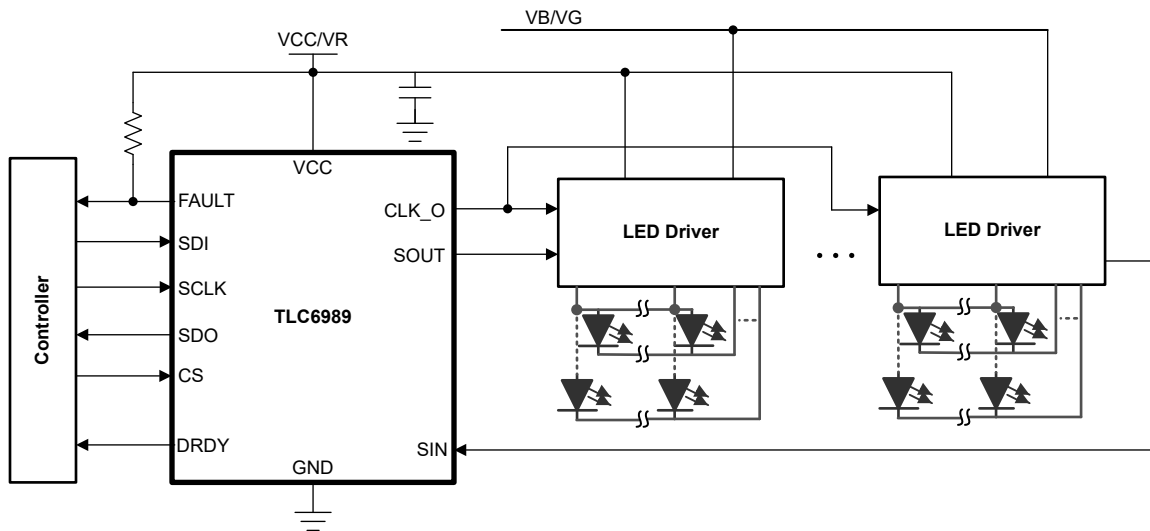 VB/VG
VCC/VR
VCC
Controller
FAULT
SDI
SCLK
SDO
CS
DRDY
TLC6989
GND
CLK_O
SOUT
SIN
LED Driver
LED Driver